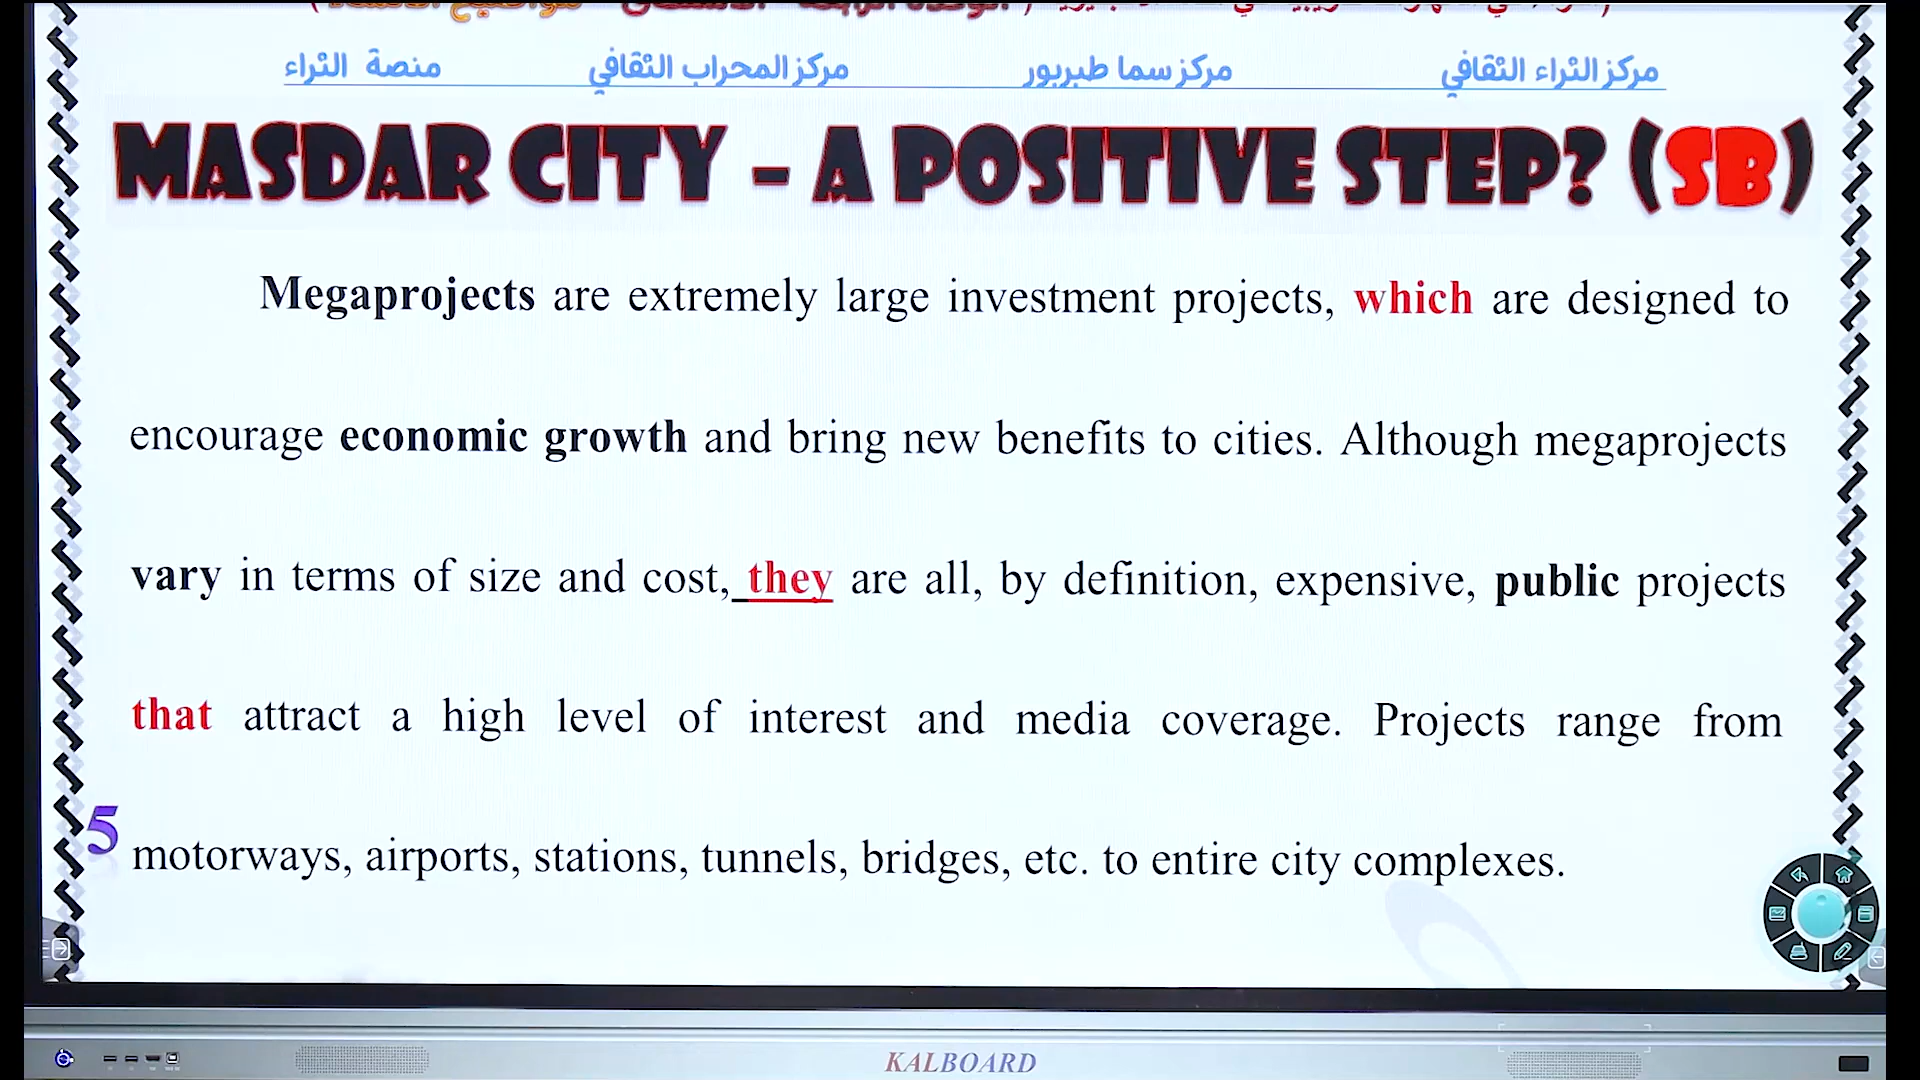 مركز الثراء الثقافي مركز سما طبربور مركز المحراب الثقافي منصة الثراء
MASDAR CITY - A POSITIVE STEP? (SB)
Megaprojects are extremely large investment projects, which are designed to
encourage economic growth and bring new benefits to cities. Although megaprojects
vary in terms of size and cost, they are all, by definition, expensive, public projects
that attract a high level of interest and media coverage. Projects range from
5
motorways, airports, stations, tunnels, bridges, etc. to entire city complexes.
KALBOARD